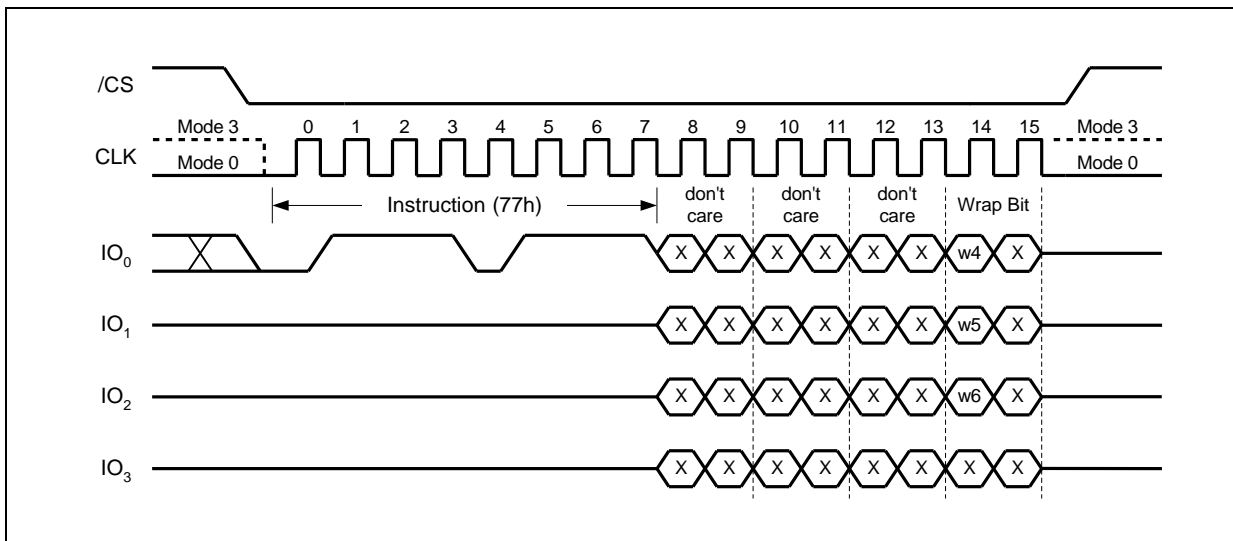 /CS
Mode 3 0 1 2 3 4 5 6 7 8 9 10 11 12 13 14 15 Mode 3
CLK Mode 0 Mode 0
Instruction (77h) don't care don't care don't care Wrap Bit
IO0 X X X X X X w4 X
IO1 X X X X X X w5 X
IO2 X X X X X X w6 X
IO3 X X X X X X X X